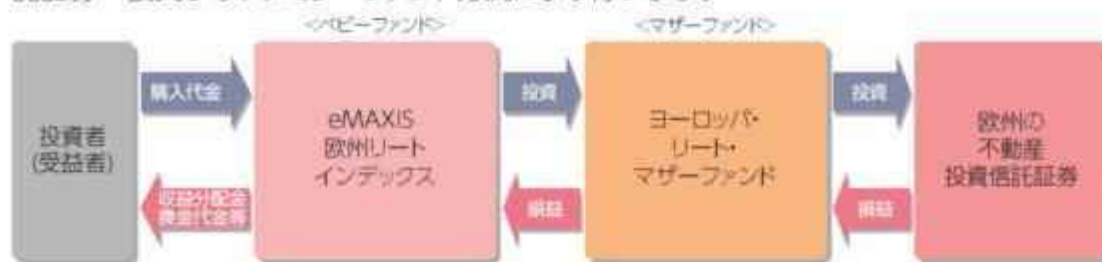 <ベビーファンド>
<マザーファンド>
投資者
(受益者)
購入代金
収益分配金
換金代金等
eMAXIS
欧州リート
インデックス
投資
損益
ヨーロッパ・
リート・
マザーファンド
投資
損益
欧州の
不動産
投資信託証券